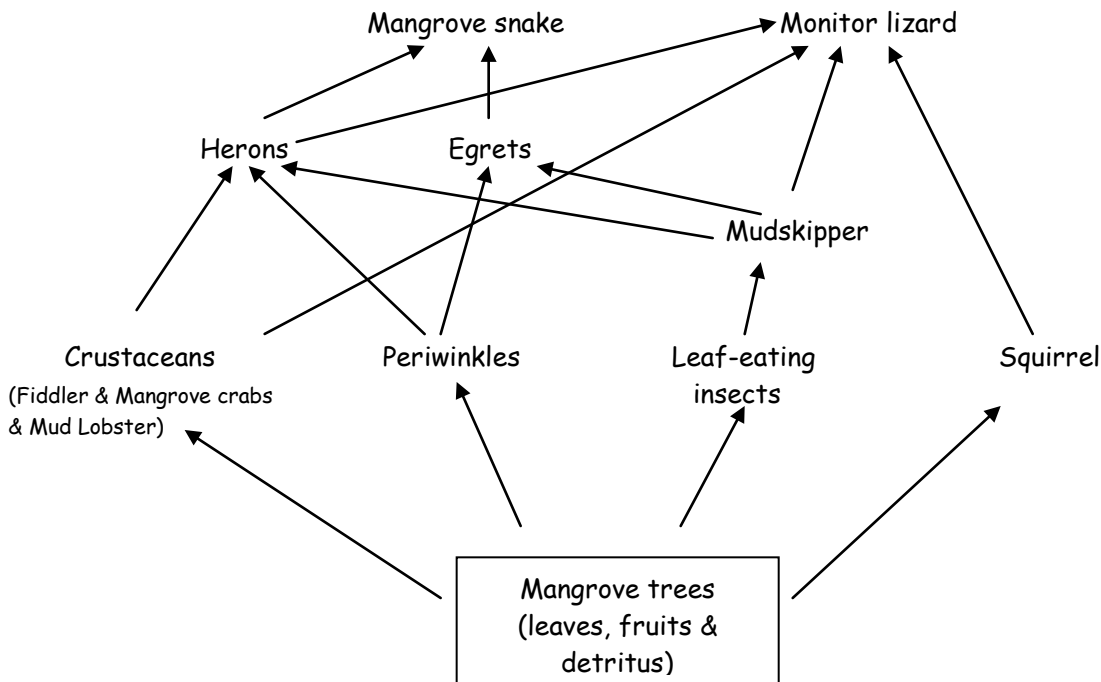 Mangrove snake
Monitor lizard
Herons
Egrets
Mudskipper
Crustaceans
(Fiddler & Mangrove crabs
& Mud Lobster)
Periwinkles
Leaf-eating
insects
Squirrel
Mangrove trees
(leaves, fruits &
detritus)